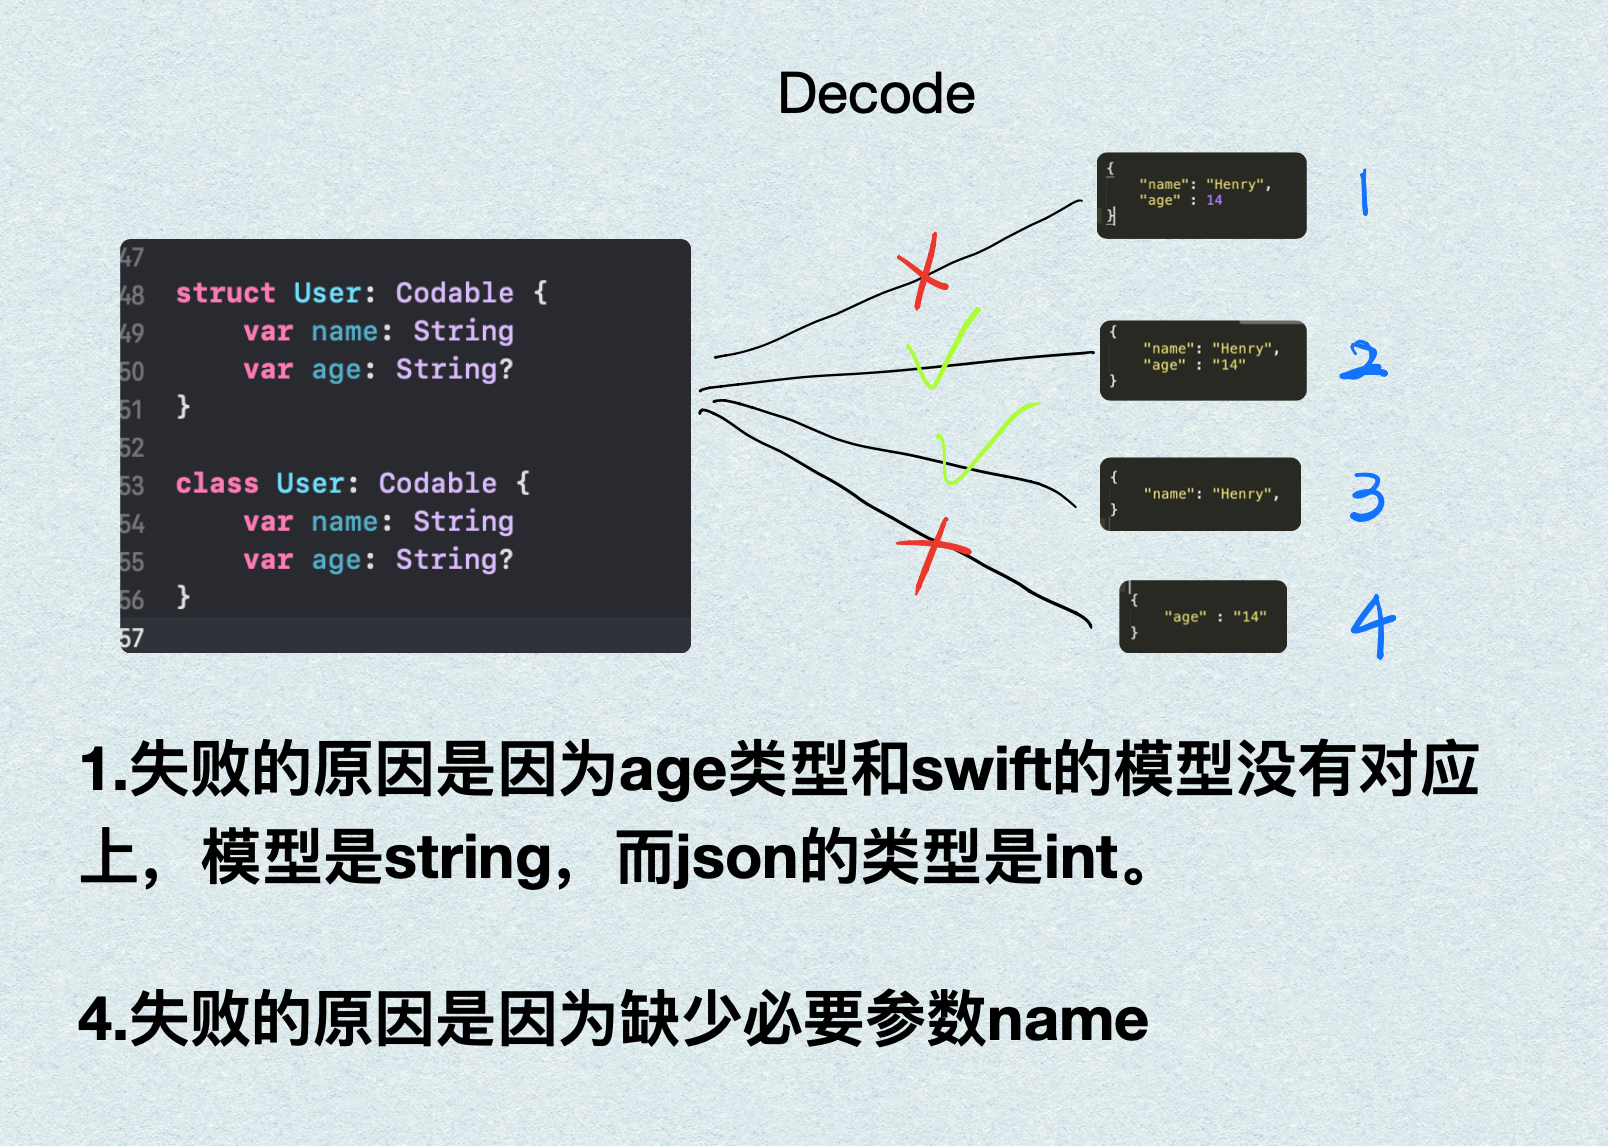 Decode
47
48 struct User: Codable {
49 var name: String
50 var age: String?
51 }
52
53 class User: Codable {
54 var name: String
55 var age: String?
56 }
57
{
"name": "Henry",
"age" : 14
}
1
{
"name": "Henry",
"age" : "14"
}
2
{
"name": "Henry",
}
3
{
"age" : "14"
}
4
1.失败的原因是因为age类型和swift的模型没有对应
上，模型是string，而json的类型是int。
4.失败的原因是因为缺少必要参数name